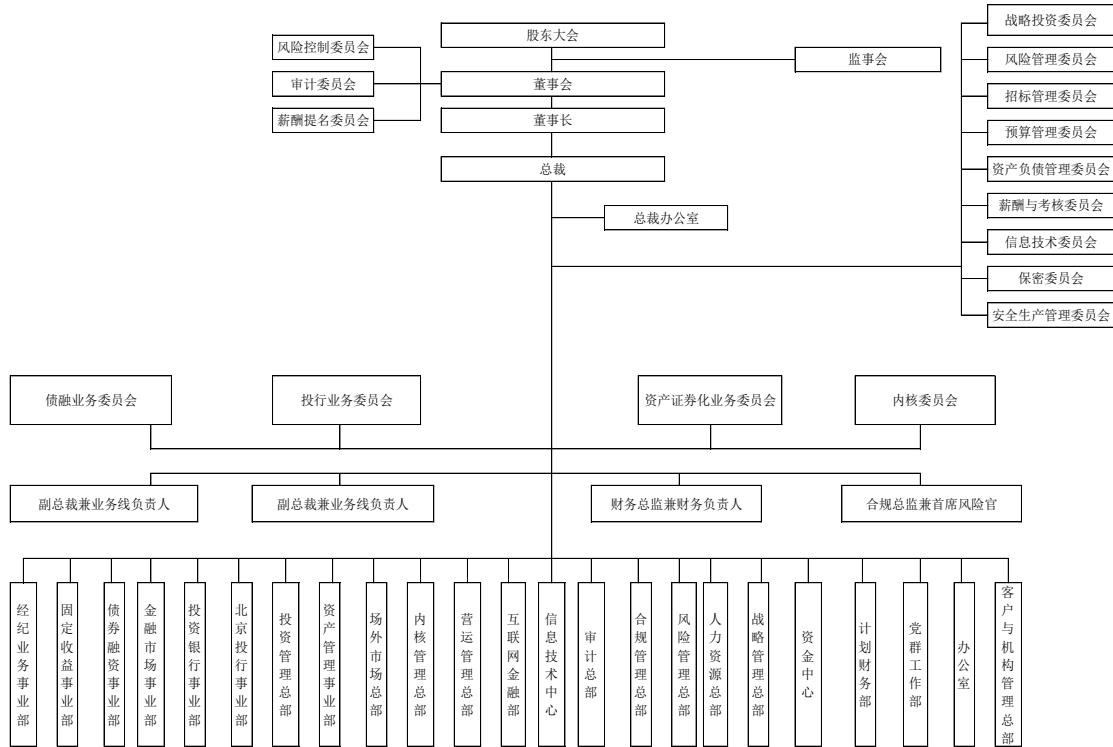 股东大会
监事会
风险控制委员会
审计委员会
薪酬提名委员会
董事会
董事长
总裁
总裁办公室
战略投资委员会
风险管理委员会
招标管理委员会
预算管理委员会
资产负债管理委员会
薪酬与考核委员会
信息技术委员会
保密委员会
安全生产管理委员会
债融业务委员会
投行业务委员会
资产证券化业务委员会
内核委员会
副总裁兼业务线负责人
副总裁兼业务线负责人
财务总监兼财务负责人
合规总监兼首席风险官
经纪业务事业部
固定收益事业部
债券融资事业部
金融市场事业部
投资银行事业部
北京投行事业部
投资管理总部
资产管理事业部
场外市场总部
内核管理总部
营运管理总部
互联网金融部
信息技术中心
审计总部
合规管理总部
风险管理总部
人力资源总部
战略管理总部
资金中心
计划财务部
党群工作部
办公室
客户与机构管理总部